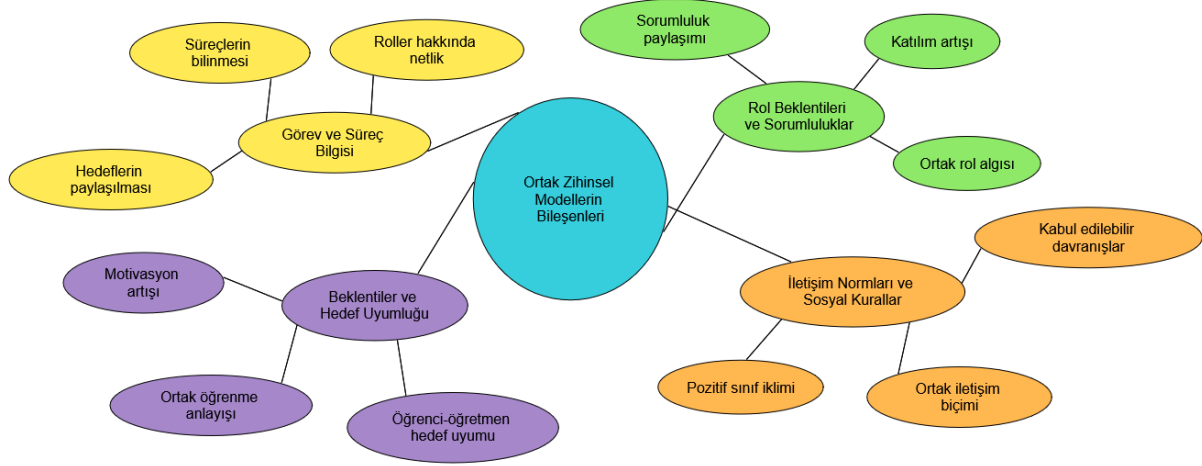 Ortak Zihinsel
Modellerin
Bileşenleri
Görev ve Süreç
Bilgisi
Süreçlerin
bilinmesi
Roller hakkında
netlik
Hedeflerin
paylaşılması
Rol Beklentileri
ve Sorumluluklar
Sorumluluk
paylaşımı
Katılım artışı
Ortak rol algısı
Beklentiler ve
Hedef Uyumluğu
Motivasyon
artışı
Ortak öğrenme
anlayışı
Öğrenci-öğretmen
hedef uyumu
İletişim Normları ve
Sosyal Kurallar
Kabul edilebilir
davranışlar
Pozitif sınıf iklimi
Ortak iletişim
biçimi